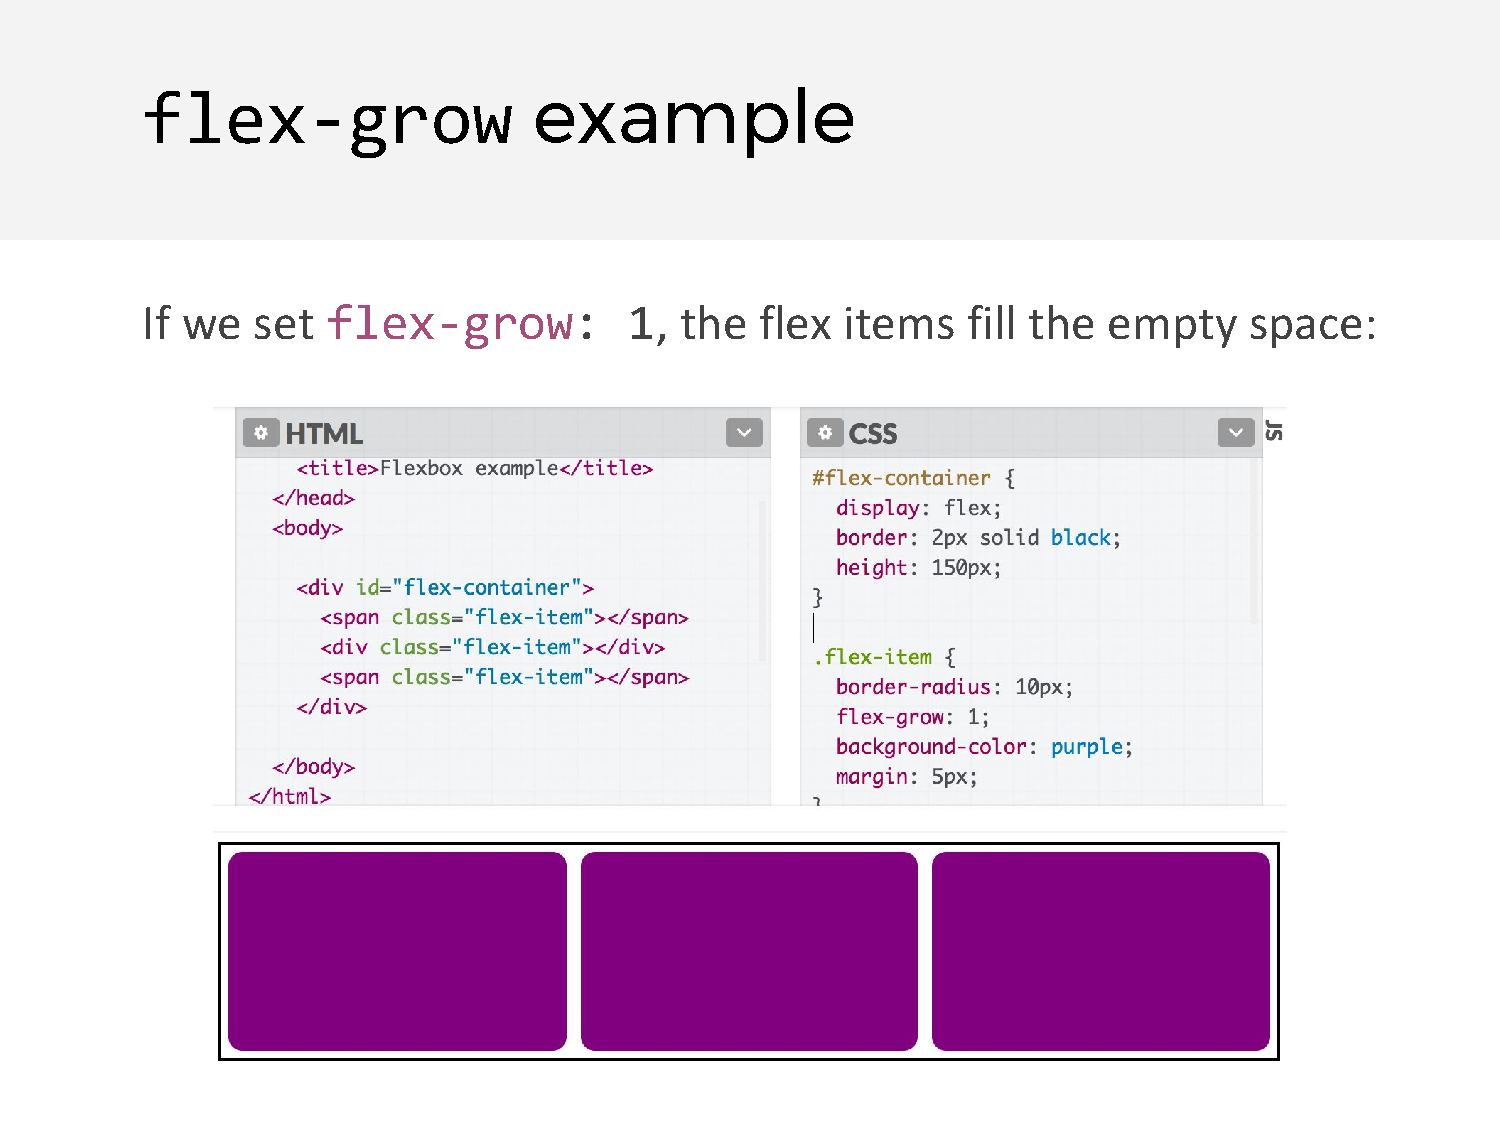 flex-grow example
If we set flex-grow: 1, the flex items fill the empty space:
HTML
<title>Flexbox example</title>
</head>
<body>
<div id="flex-container">
<span class="flex-item"></span>
<div class="flex-item"></div>
<span class="flex-item"></span>
</div>
</body>
</html>
CSS
#flex-container {
display: flex;
border: 2px solid black;
height: 150px;
}
.flex-item {
border-radius: 10px;
flex-grow: 1;
background-color: purple;
margin: 5px;
}
JS